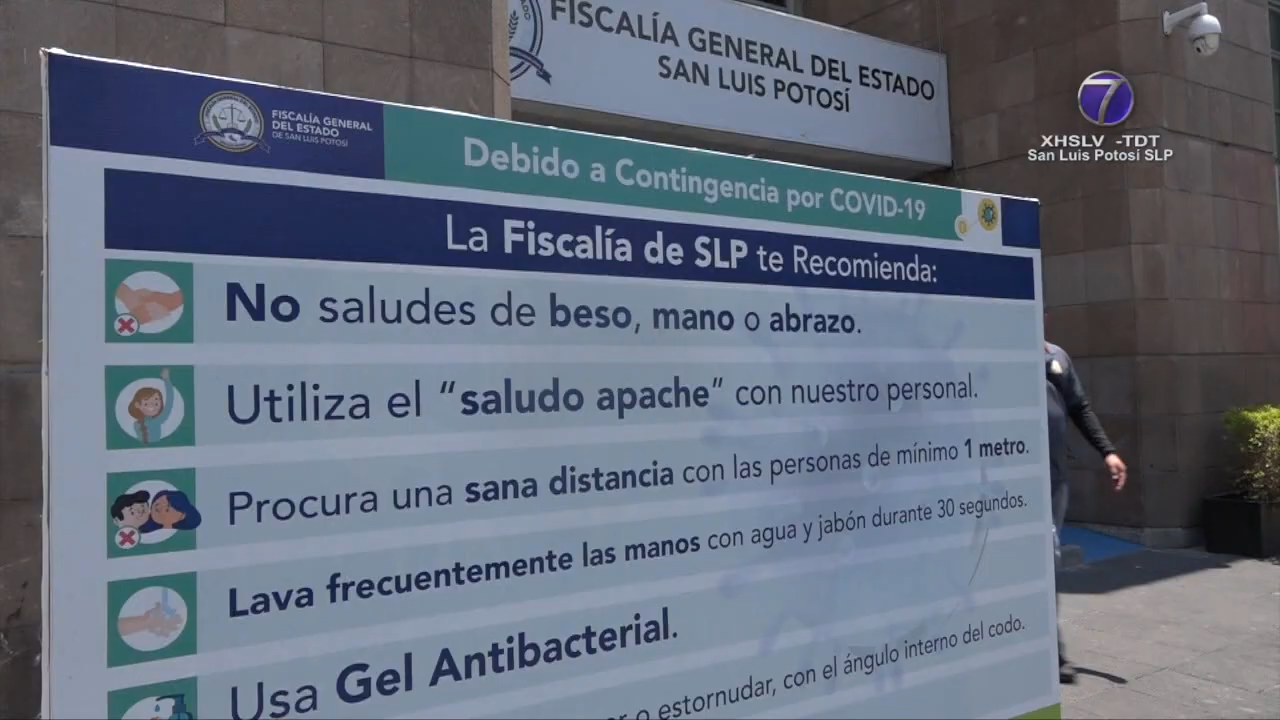 FISCALÍA GENERAL DEL ESTADO
SAN LUIS POTOSÍ
7
XHSLV -TDT
San Luis Potosí SLP
FISCALÍA GENERAL
DEL ESTADO
DE SAN LUIS POTOSÍ
Debido a Contingencia por COVID-19
La Fiscalía de SLP te Recomienda:
No saludes de beso, mano o abrazo.
Utiliza el “saludo apache” con nuestro personal.
Procura una sana distancia con las personas de mínimo 1 metro.
Lava frecuentemente las manos con agua y jabón durante 30 segundos.
Usa Gel Antibacterial.
o estornudar, con el ángulo interno del codo.